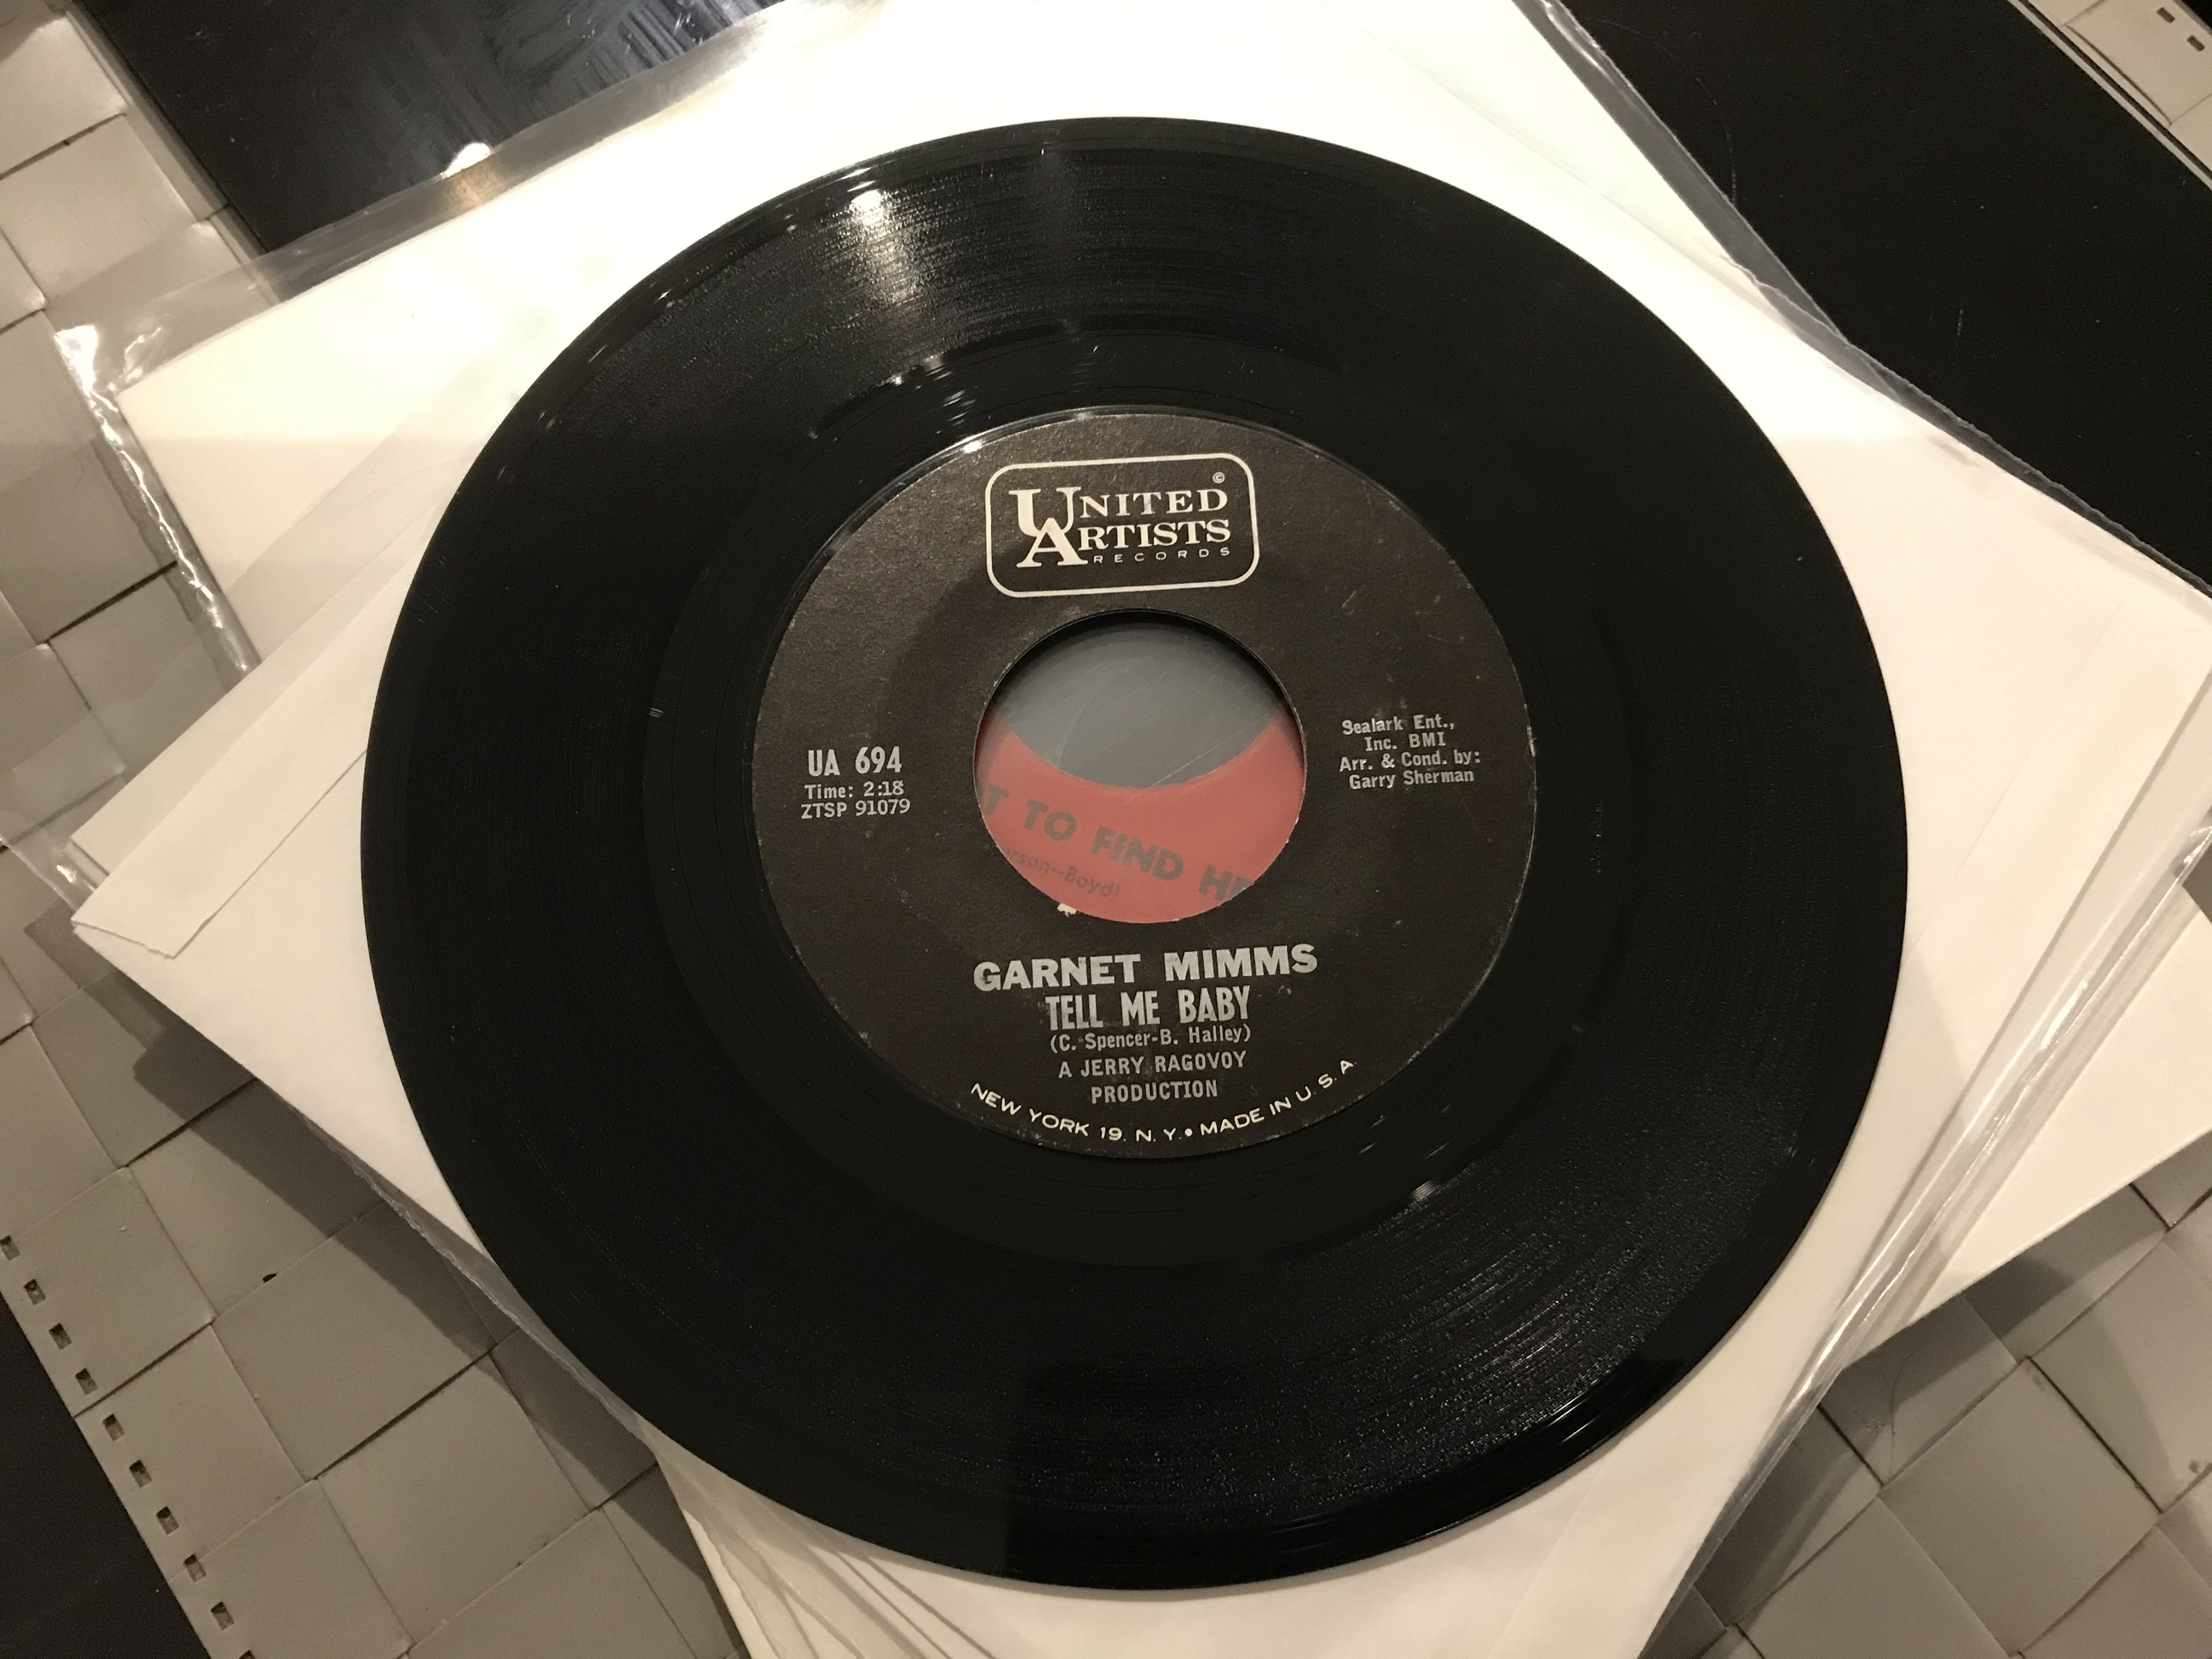 UNITED ©
ARTISTS
RECORDS
UA 694
Time: 2:18
ZTSP 91079
Sealark Ent.,
Inc. BMI
Arr. & Cond. by:
Garry Sherman
TO FIND
Boyd)
GARNET MIMMS
TELL ME BABY
(C. Spencer-B. Halley)
A JERRY RAGOVOY
PRODUCTION
NEW YORK 19. N. Y. • MADE IN U. S. A.